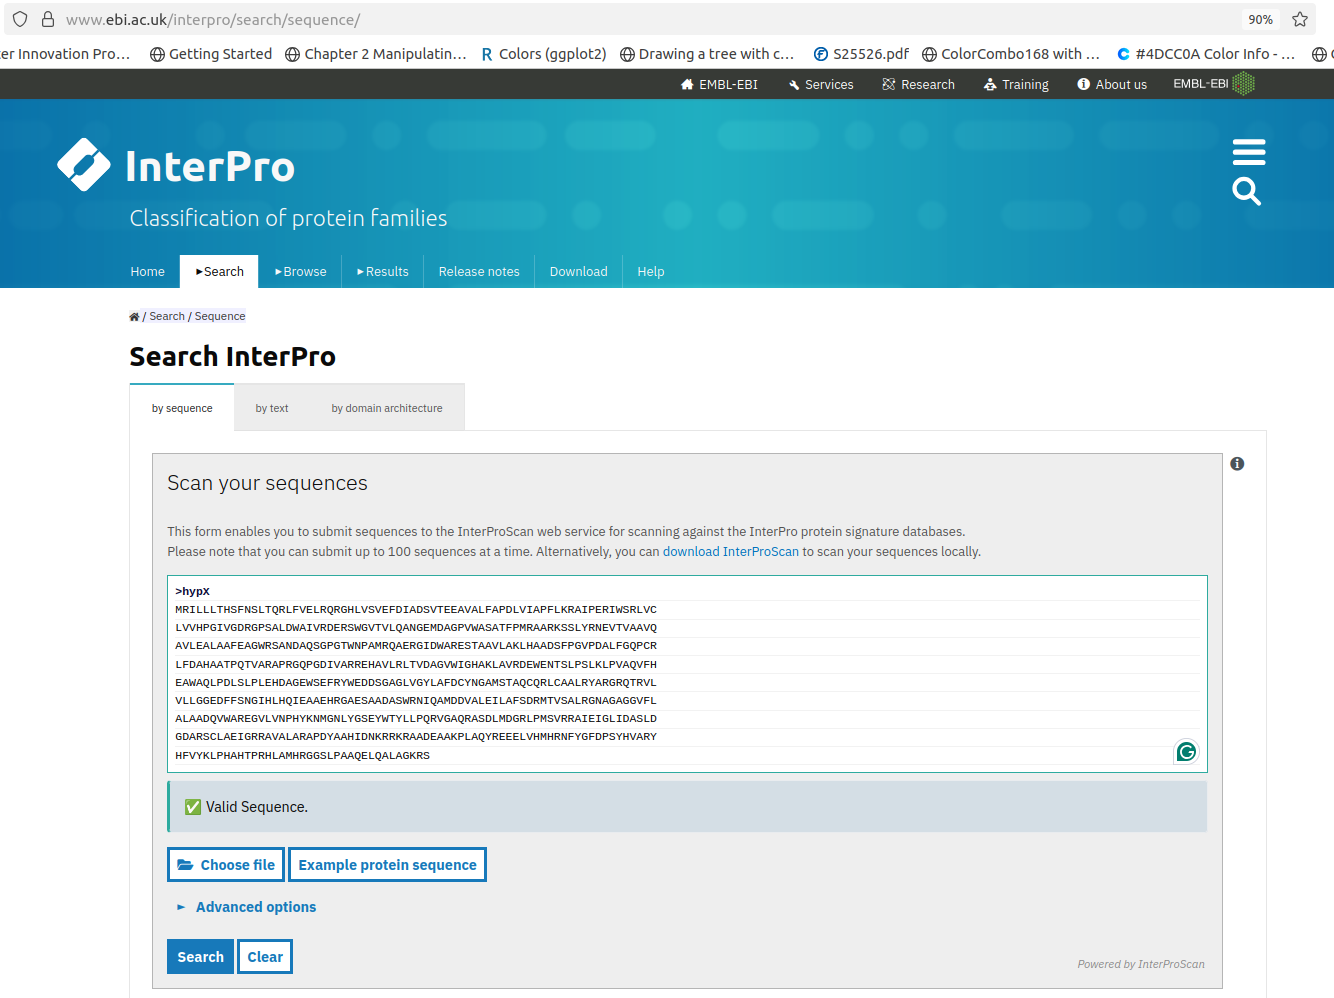 www.ebi.ac.uk/interpro/search/sequence/
90%
er Innovation Pro…
Getting Started
Chapter 2 Manipulatin…
R Colors (ggplot2)
Drawing a tree with c…
S25526.pdf
ColorCombo168 with …
#4DCC0A Color Info - …
EMBL-EBI
Services
Research
Training
About us
EMBL-EBI
InterPro
Classification of protein families
Home
►Search
►Browse
►Results
Release notes
Download
Help
/ Search / Sequence
Search InterPro
by sequence
by text
by domain architecture
Scan your sequences
This form enables you to submit sequences to the InterProScan web service for scanning against the InterPro protein signature databases.
Please note that you can submit up to 100 sequences at a time. Alternatively, you can download InterProScan to scan your sequences locally.
>hypX
MRILLLTHSFNSLTQRLFVELRQRGHLVSVEFDIADSVTEEAVALFAPDLVIAPFLKRAIPERIWSRLVC
LVVHPGIVGDRGPSALDWAIVRDERSWGVTVLQANGEMDAGPVWASATFPMRAARKSSLYRNEVTVAAVQ
AVLEALAAFEAGWRSANDAQSGPGTWNPAMRQAERGIDWARESTAAVLAKLHAADSFPGVPDALFGQPCR
LFDAHAATPQTVARAPRGQPGDIVARREHAVLRLTVDAGVWIGHAKLAVRDEWENTSLPSLKLPVAQVFH
EAWAQLPDLSLPLEHDAGEWSEFRYWEDDSGAGLVGYLAFDCYNGAMSTAQCQRLCAALRYARGRQTRVL
VLLGGEDFFSNGIHLHQIEAAEHRGAESAADASWRNIQAMDDVALEILAFSDRMTVSALRGNAGAGGVFL
ALAADQVWAREGVLVNPHYKNMGNLYGSEYWTYLLPQRVGAQRASDLMDGRLPMSVRRAIEIGLIDASLD
GDARSCLAEIGRRAVALARAPDYAAHIDNKRRKRAADEAAKPLAQYREEELVHMHRNFYGFDPSYHVARY
HFVYKLPHAHTPRHLAMHRGGSLPAAQELQALAGKRS
✅ Valid Sequence.
Choose file
Example protein sequence
► Advanced options
Search
Clear
Powered by InterProScan